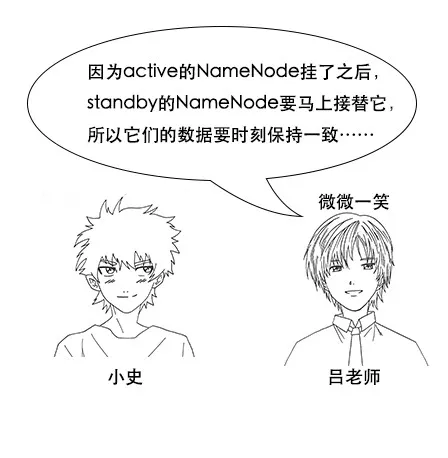 因为active的NameNode挂了之后，
standby的NameNode要马上接替它，
所以它们的数据要时刻保持一致……
微微一笑
小史
吕老师